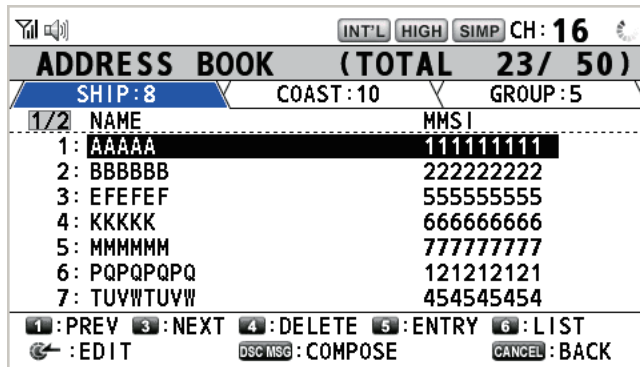 INT'L HIGH SIMP CH:16
ADDRESS BOOK (TOTAL 23/ 50)
SHIP:8 COAST:10 GROUP:5
1/2 NAME MMSI
1: AAAAA 111111111
2: BBBBBB 222222222
3: EFEFEF 555555555
4: KKKKK 666666666
5: MMMMMM 777777777
6: PQPQPQPQ 121212121
7: TUVWTUVW 454545454
1:PREV 3:NEXT 4:DELETE 5:ENTRY 6:LIST
:EDIT DSC MSG:COMPOSE CANCEL:BACK